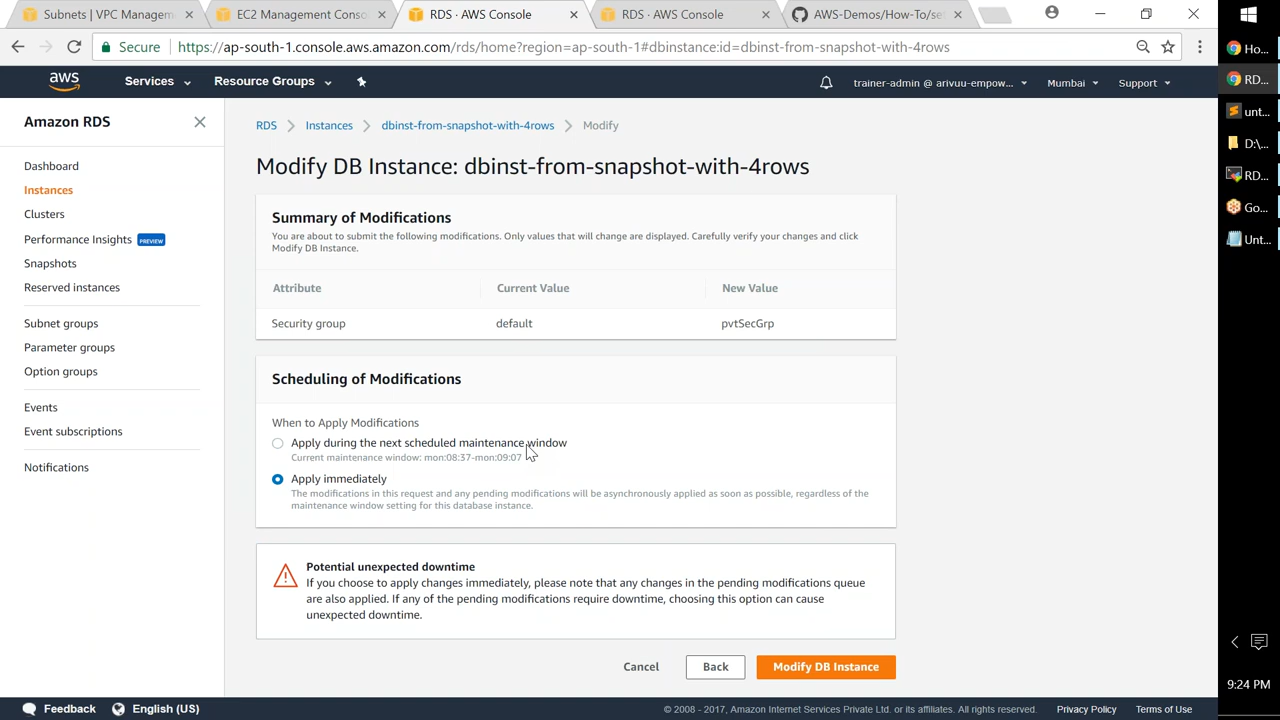 Subnets | VPC Managem
EC2 Management Conso
RDS · AWS Console
RDS · AWS Console
AWS-Demos/How-To/set
Secure
https://ap-south-1.console.aws.amazon.com/rds/home?region=ap-south-1#dbinstance:id=dbinst-from-snapshot-with-4rows
aws
Services
Resource Groups
trainer-admin @ arivuu-empow...
Mumbai
Support
Amazon RDS
Dashboard
Instances
Clusters
Performance Insights PREVIEW
Snapshots
Reserved instances
Subnet groups
Parameter groups
Option groups
Events
Event subscriptions
Notifications
RDS
Instances
dbinst-from-snapshot-with-4rows
Modify
Modify DB Instance: dbinst-from-snapshot-with-4rows
Summary of Modifications
You are about to submit the following modifications. Only values that will change are displayed. Carefully verify your changes and click
Modify DB Instance.
Attribute
Current Value
New Value
Security group
default
pvtSecGrp
Scheduling of Modifications
When to Apply Modifications
Apply during the next scheduled maintenance window
Current maintenance window: mon:08:37-mon:09:07
Apply immediately
The modifications in this request and any pending modifications will be asynchronously applied as soon as possible, regardless of the
maintenance window setting for this database instance.
Potential unexpected downtime
If you choose to apply changes immediately, please note that any changes in the pending modifications queue
are also applied. If any of the pending modifications require downtime, choosing this option can cause
unexpected downtime.
Cancel
Back
Modify DB Instance
Feedback
English (US)
© 2008 - 2017, Amazon Internet Services Private Ltd. or its affiliates. All rights reserved.
Privacy Policy
Terms of Use
Ho...
RD...
unt...
D:\...
RD...
Go...
Unt...
9:24 PM